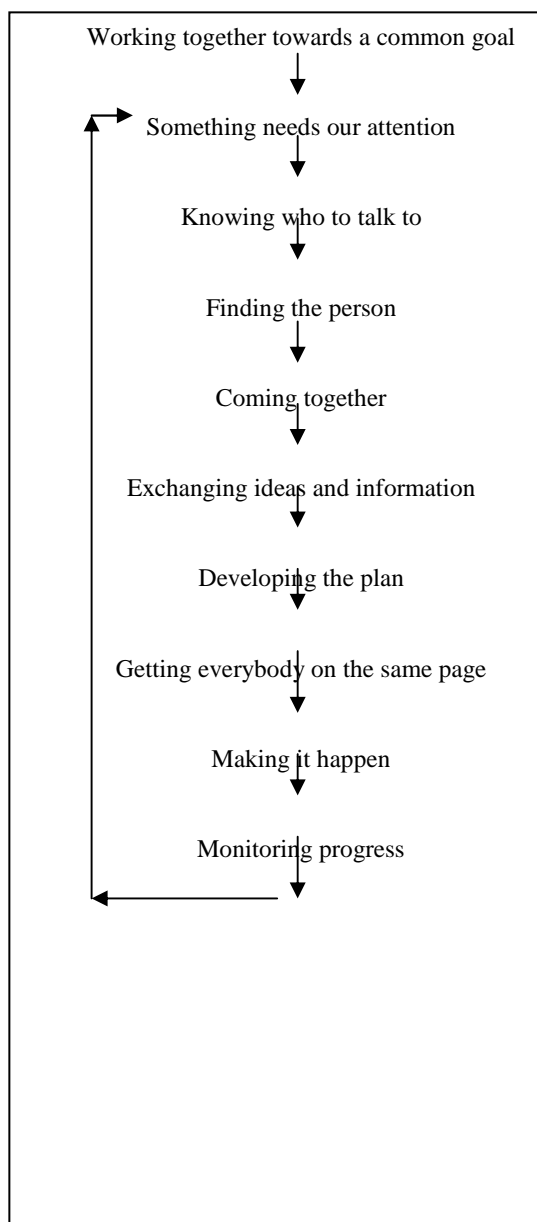 Working together towards a common goal
Something needs our attention
Knowing who to talk to
Finding the person
Coming together
Exchanging ideas and information
Developing the plan
Getting everybody on the same page
Making it happen
Monitoring progress